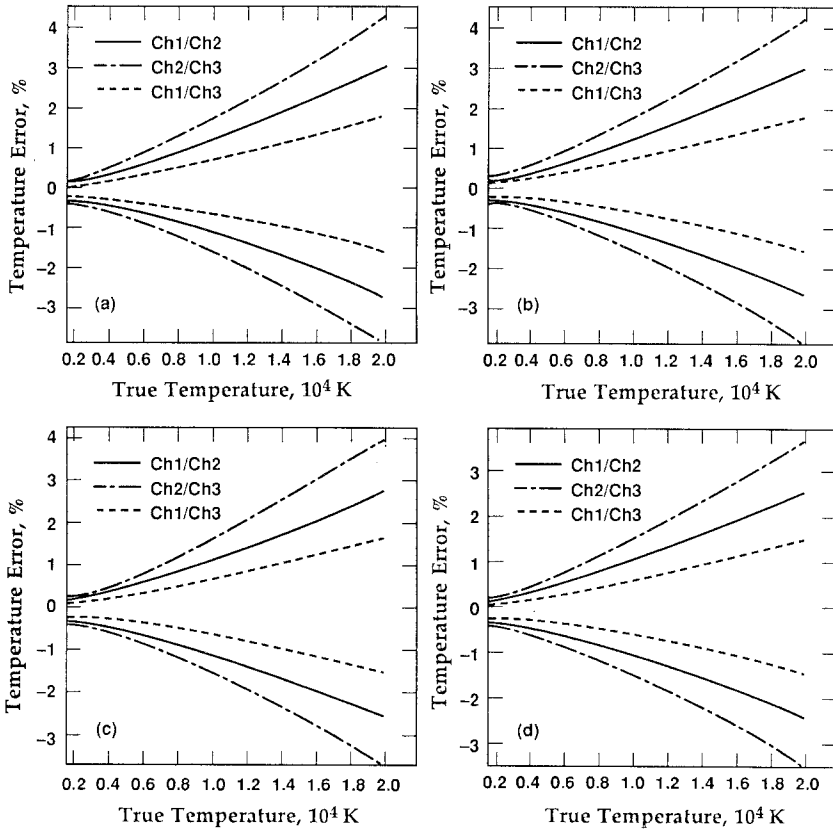 4
3
2
1
0
−1
−2
−3
Temperature Error, %
Ch1/Ch2
Ch2/Ch3
Ch1/Ch3
(a)
0.2 0.4 0.6 0.8 1.0 1.2 1.4 1.6 1.8 2.0
True Temperature, 10⁴ K
4
3
2
1
0
−1
−2
−3
Temperature Error, %
Ch1/Ch2
Ch2/Ch3
Ch1/Ch3
(b)
0.2 0.4 0.6 0.8 1.0 1.2 1.4 1.6 1.8 2.0
True Temperature, 10⁴ K
4
3
2
1
0
−1
−2
−3
Temperature Error, %
Ch1/Ch2
Ch2/Ch3
Ch1/Ch3
(c)
0.2 0.4 0.6 0.8 1.0 1.2 1.4 1.6 1.8 2.0
True Temperature, 10⁴ K
3
2
1
0
−1
−2
−3
Temperature Error, %
Ch1/Ch2
Ch2/Ch3
Ch1/Ch3
(d)
0.2 0.4 0.6 0.8 1.0 1.2 1.4 1.6 1.8 2.0
True Temperature, 10⁴ K